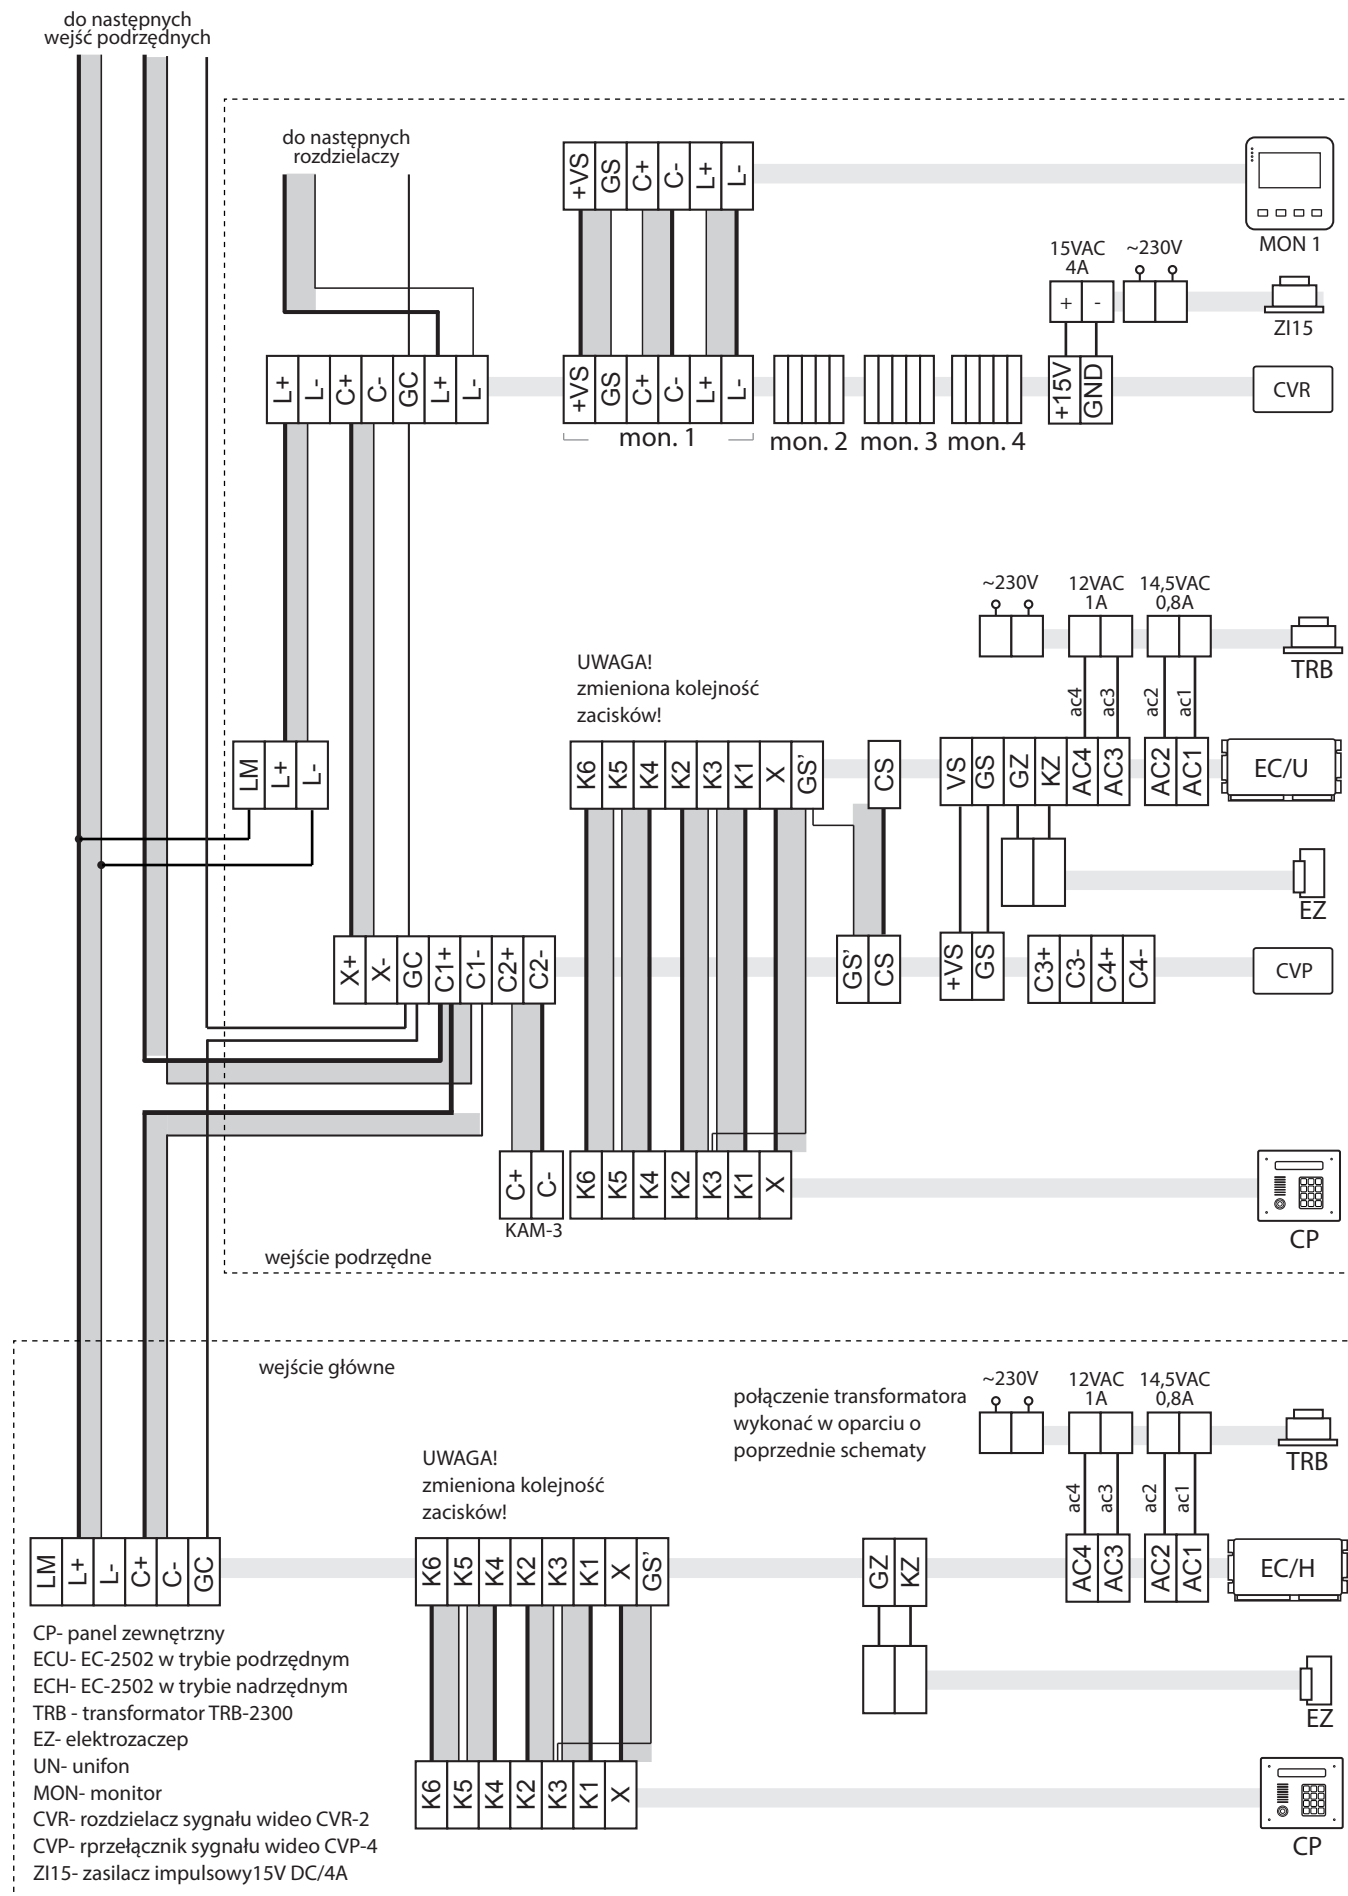 do następnych
wejść podrzędnych
do następnych
rozdzielaczy
+VS GS C+ C- L+ L-
MON 1
15VAC
4A
~230V
+ -
ZI15
L+ L- C+ C- GC L+ L-
+VS GS C+ C- L+ L-
+15V GND
CVR
mon. 1
mon. 2
mon. 3
mon. 4
~230V
12VAC
1A
14,5VAC
0,8A
TRB
ac4 ac3 ac2 ac1
UWAGA!
zmieniona kolejność
zacisków!
LM L+ L-
K6 K5 K4 K2 K3 K1 X GS'
CS
VS GS GZ KZ AC4 AC3
AC2 AC1
EC/U
EZ
X+ X- GC C1+ C1- C2+ C2-
GS' CS
+VS GS
C3+ C3- C4+ C4-
CVP
C+ C-
KAM-3
K6 K5 K4 K2 K3 K1 X
CP
wejście podrzędne
wejście główne
połączenie transformatora
wykonać w oparciu o
poprzednie schematy
~230V
12VAC
1A
14,5VAC
0,8A
TRB
ac4 ac3 ac2 ac1
UWAGA!
zmieniona kolejność
zacisków!
LM L+ L- C+ C- GC
K6 K5 K4 K2 K3 K1 X GS'
GZ KZ
AC4 AC3
AC2 AC1
EC/H
EZ
K6 K5 K4 K2 K3 K1 X
CP
CP- panel zewnętrzny
ECU- EC-2502 w trybie podrzędnym
ECH- EC-2502 w trybie nadrzędnym
TRB - transformator TRB-2300
EZ- elektrozaczep
UN- unifon
MON- monitor
CVR- rozdzielacz sygnału wideo CVR-2
CVP- rprzełącznik sygnału wideo CVP-4
ZI15- zasilacz impulsowy15V DC/4A